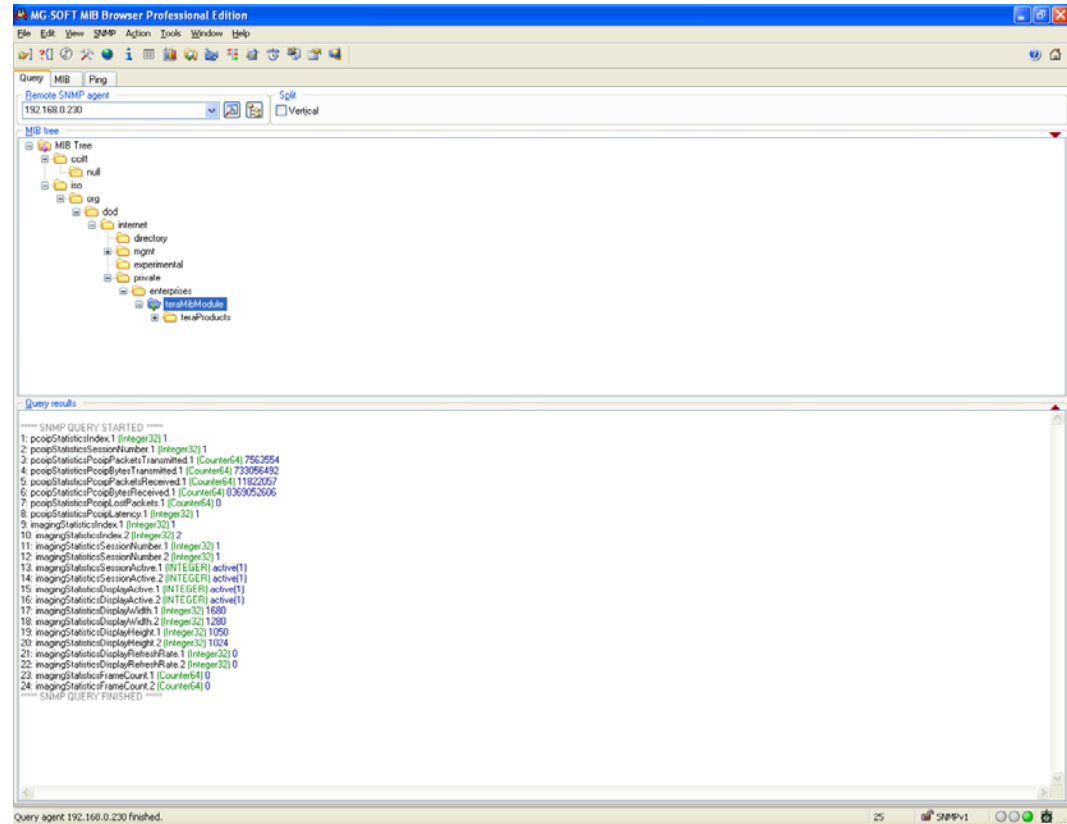 MG-SOFT MIB Browser Professional Edition
File Edit View SNMP Action Tools Window Help
Query MIB Ping
Remote SNMP agent
Split
192.168.0.230
Vertical
MIB tree
MIB Tree
ccitt
null
iso
org
dod
internet
directory
mgmt
experimental
private
enterprises
teraMibModule
teraProducts
Query results
***** SNMP QUERY STARTED *****
1: pcoipStatisticsIndex.1 (Integer32) 1
2: pcoipStatisticsSessionNumber.1 (Integer32) 1
3: pcoipStatisticsPcoipPacketsTransmitted.1 (Counter64) 7563554
4: pcoipStatisticsPcoipBytesTransmitted.1 (Counter64) 733056492
5: pcoipStatisticsPcoipPacketsReceived.1 (Counter64) 11822057
6: pcoipStatisticsPcoipBytesReceived.1 (Counter64) 8369052606
7: pcoipStatisticsPcoipLostPackets.1 (Counter64) 0
8: pcoipStatisticsPcoipLatency.1 (Integer32) 1
9: imagingStatisticsIndex.1 (Integer32) 1
10: imagingStatisticsIndex.2 (Integer32) 2
11: imagingStatisticsSessionNumber.1 (Integer32) 1
12: imagingStatisticsSessionNumber.2 (Integer32) 1
13: imagingStatisticsSessionActive.1 (INTEGER) active(1)
14: imagingStatisticsSessionActive.2 (INTEGER) active(1)
15: imagingStatisticsDisplayActive.1 (INTEGER) active(1)
16: imagingStatisticsDisplayActive.2 (INTEGER) active(1)
17: imagingStatisticsDisplayWidth.1 (Integer32) 1680
18: imagingStatisticsDisplayWidth.2 (Integer32) 1280
19: imagingStatisticsDisplayHeight.1 (Integer32) 1050
20: imagingStatisticsDisplayHeight.2 (Integer32) 1024
21: imagingStatisticsDisplayRefreshRate.1 (Integer32) 0
22: imagingStatisticsDisplayRefreshRate.2 (Integer32) 0
23: imagingStatisticsFrameCount.1 (Counter64) 0
24: imagingStatisticsFrameCount.2 (Counter64) 0
***** SNMP QUERY FINISHED *****
Query agent 192.168.0.230 finished.
25
SNMPv1